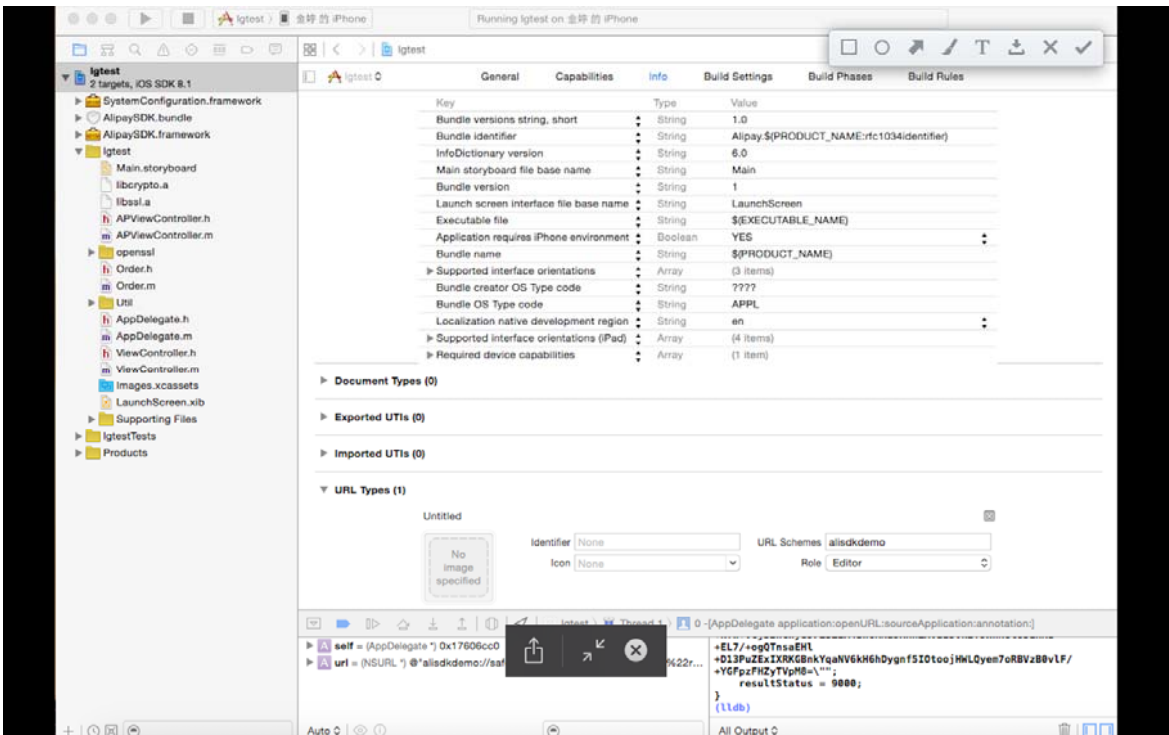 lgtest
金婷 的 iPhone
Running lgtest on 金婷 的 iPhone
lgtest
lgtest
2 targets, iOS SDK 8.1
SystemConfiguration.framework
AlipaySDK.bundle
AlipaySDK.framework
lgtest
Main.storyboard
libcrypto.a
libssl.a
APViewController.h
APViewController.m
openssl
Order.h
Order.m
Util
AppDelegate.h
AppDelegate.m
ViewController.h
ViewController.m
Images.xcassets
LaunchScreen.xib
Supporting Files
lgtestTests
Products
lgtest
General Capabilities Info Build Settings Build Phases Build Rules
Key Type Value
Bundle versions string, short String 1.0
Bundle identifier String Alipay.$(PRODUCT_NAME:rfc1034identifier)
InfoDictionary version String 6.0
Main storyboard file base name String Main
Bundle version String 1
Launch screen interface file base name String LaunchScreen
Executable file String $(EXECUTABLE_NAME)
Application requires iPhone environment Boolean YES
Bundle name String $(PRODUCT_NAME)
Supported interface orientations Array (3 items)
Bundle creator OS Type code String ????
Bundle OS Type code String APPL
Localization native development region String en
Supported interface orientations (iPad) Array (4 items)
Required device capabilities Array (1 item)
Document Types (0)
Exported UTIs (0)
Imported UTIs (0)
URL Types (1)
Untitled
No
image
specified
Identifier None
Icon None
URL Schemes alisdkdemo
Role Editor
Thread 1 0 -[AppDelegate application:openURL:sourceApplication:annotation:]
self = (AppDelegate *) 0x17606cc0
url = (NSURL *) @"alisdkdemo://saf %22r...
+EL7/+ogQTnsaEHl
+D13PuZExIXRKGBnkYqaNV6kH6hDygnf5IOtoojHWLQyem7oRBVzB0vlF/
+YGFpzFHZyTVpM8=\"";
resultStatus = 9000;
}
(lldb)
Auto
All Output